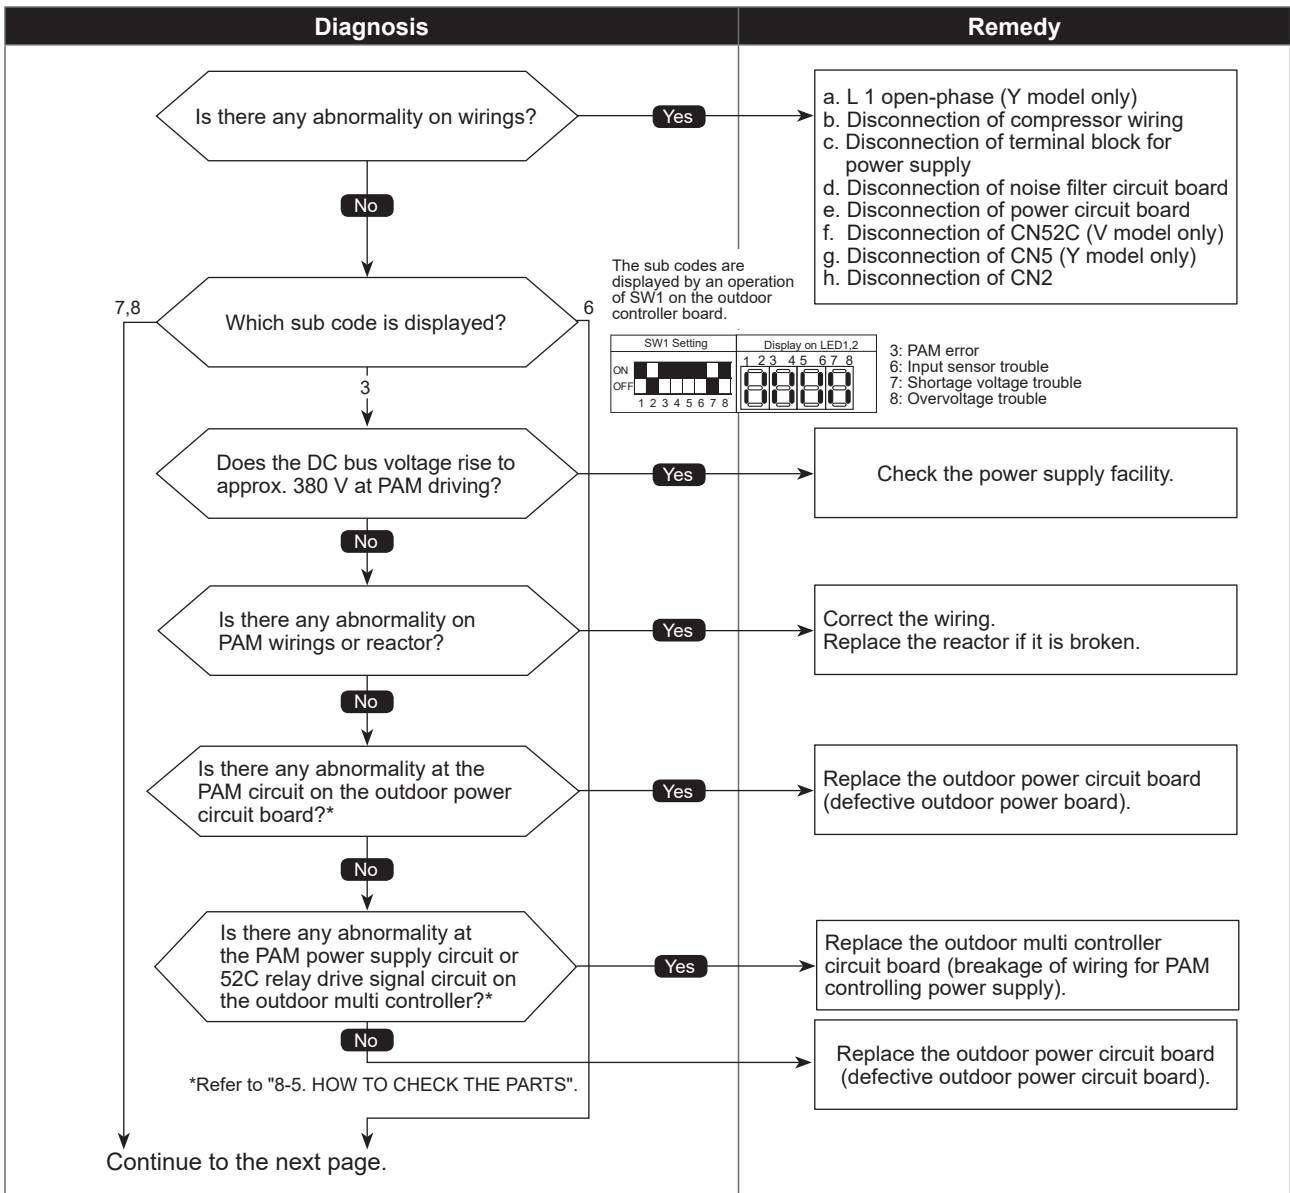 Diagnosis
Remedy
Is there any abnormality on wirings?
Yes
a. L 1 open-phase (Y model only)
b. Disconnection of compressor wiring
c. Disconnection of terminal block for
power supply
d. Disconnection of noise filter circuit board
e. Disconnection of power circuit board
f. Disconnection of CN52C (V model only)
g. Disconnection of CN5 (Y model only)
h. Disconnection of CN2
No
The sub codes are
displayed by an operation
of SW1 on the outdoor
controller board.
7,8
Which sub code is displayed?
6
SW1 Setting
Display on LED1,2
ON
OFF
1 2 3 4 5 6 7 8
1 2 3 4 5 6 7 8
3: PAM error
6: Input sensor trouble
7: Shortage voltage trouble
8: Overvoltage trouble
3
Does the DC bus voltage rise to
approx. 380 V at PAM driving?
Yes
Check the power supply facility.
No
Is there any abnormality on
PAM wirings or reactor?
Yes
Correct the wiring.
Replace the reactor if it is broken.
No
Is there any abnormality at the
PAM circuit on the outdoor power
circuit board?*
Yes
Replace the outdoor power circuit board
(defective outdoor power board).
No
Is there any abnormality at
the PAM power supply circuit or
52C relay drive signal circuit on
the outdoor multi controller?*
Yes
Replace the outdoor multi controller
circuit board (breakage of wiring for PAM
controlling power supply).
No
Replace the outdoor power circuit board
(defective outdoor power circuit board).
*Refer to "8-5. HOW TO CHECK THE PARTS".
Continue to the next page.